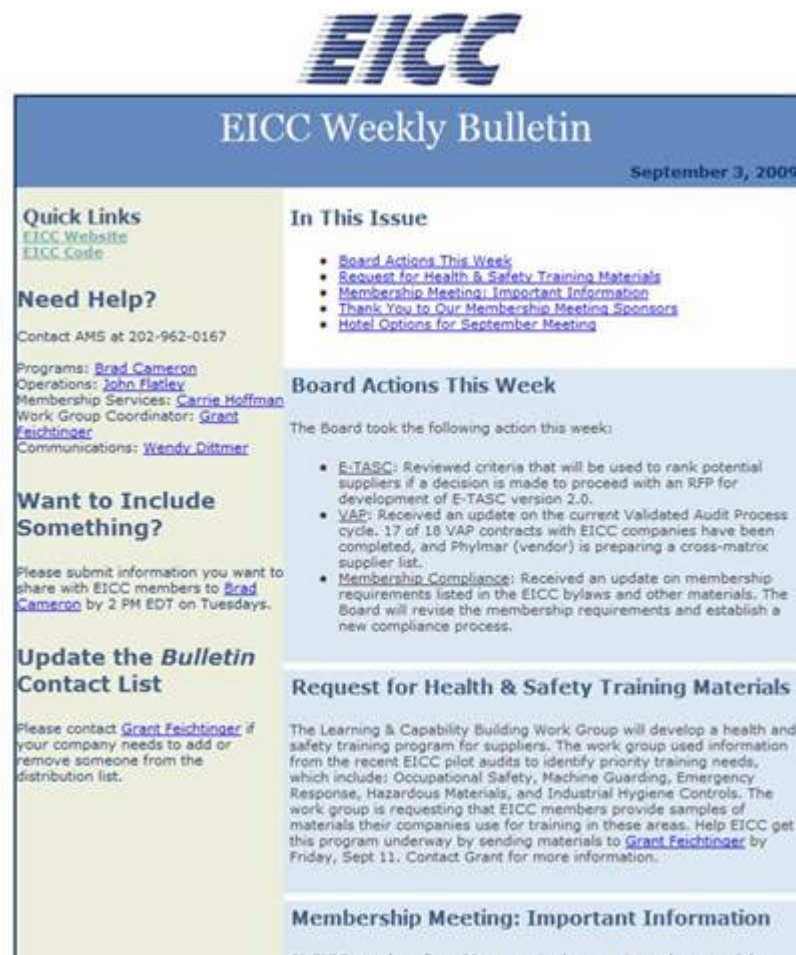 EICC
EICC Weekly Bulletin
September 3, 2009
Quick Links
EICC Website
EICC Code
Need Help?
Contact AMS at 202-962-0167
Programs: Brad Cameron
Operations: John Flatley
Membership Services: Carrie Hoffman
Work Group Coordinator: Grant
Feichtinger
Communications: Wendy Dittmer
Want to Include
Something?
Please submit information you want to
share with EICC members to Brad
Cameron by 2 PM EDT on Tuesdays.
Update the Bulletin
Contact List
Please contact Grant Feichtinger if
your company needs to add or
remove someone from the
distribution list.
In This Issue
• Board Actions This Week
• Request for Health & Safety Training Materials
• Membership Meeting: Important Information
• Thank You to Our Membership Meeting Sponsors
• Hotel Options for September Meeting
Board Actions This Week
The Board took the following action this week:
• E-TASC: Reviewed criteria that will be used to rank potential
suppliers if a decision is made to proceed with an RFP for
development of E-TASC version 2.0.
• VAP: Received an update on the current Validated Audit Process
cycle. 17 of 18 VAP contracts with EICC companies have been
completed, and Phylmar (vendor) is preparing a cross-matrix
supplier list.
• Membership Compliance: Received an update on membership
requirements listed in the EICC bylaws and other materials. The
Board will revise the membership requirements and establish a
new compliance process.
Request for Health & Safety Training Materials
The Learning & Capability Building Work Group will develop a health and
safety training program for suppliers. The work group used information
from the recent EICC pilot audits to identify priority training needs,
which include: Occupational Safety, Machine Guarding, Emergency
Response, Hazardous Materials, and Industrial Hygiene Controls. The
work group is requesting that EICC members provide samples of
materials their companies use for training in these areas. Help EICC get
this program underway by sending materials to Grant Feichtinger by
Friday, Sept 11. Contact Grant for more information.
Membership Meeting: Important Information